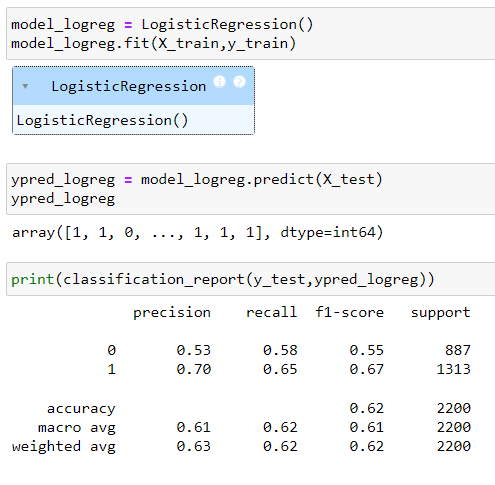 model_logreg = LogisticRegression()
model_logreg.fit(X_train,y_train)
▾ LogisticRegression i ?
LogisticRegression()
ypred_logreg = model_logreg.predict(X_test)
ypred_logreg
array([1, 1, 0, ..., 1, 1, 1], dtype=int64)
print(classification_report(y_test,ypred_logreg))
precision recall f1-score support
0 0.53 0.58 0.55 887
1 0.70 0.65 0.67 1313
accuracy 0.62 2200
macro avg 0.61 0.62 0.61 2200
weighted avg 0.63 0.62 0.62 2200